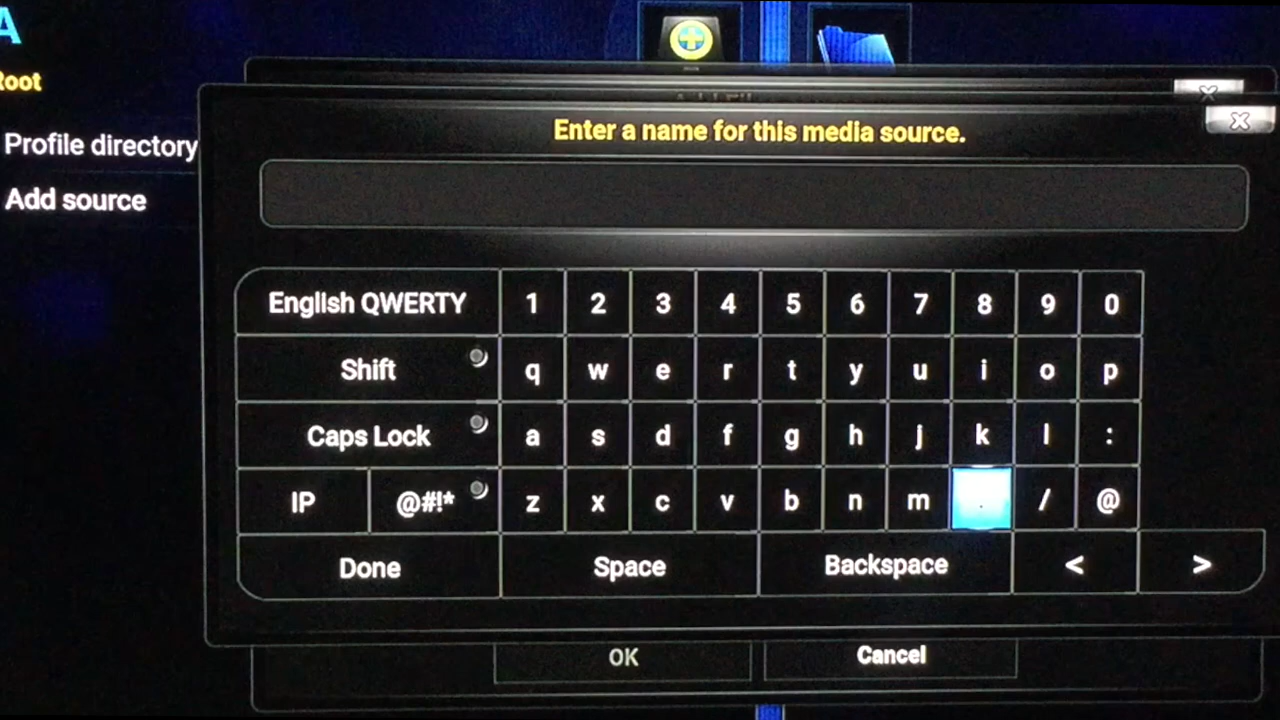 A
Root
Profile directory
Add source
Enter a name for this media source.
English QWERTY 1 2 3 4 5 6 7 8 9 0
Shift q w e r t y u i o p
Caps Lock a s d f g h j k l :
IP @#!* z x c v b n m . / @
Done Space Backspace < >
OK Cancel